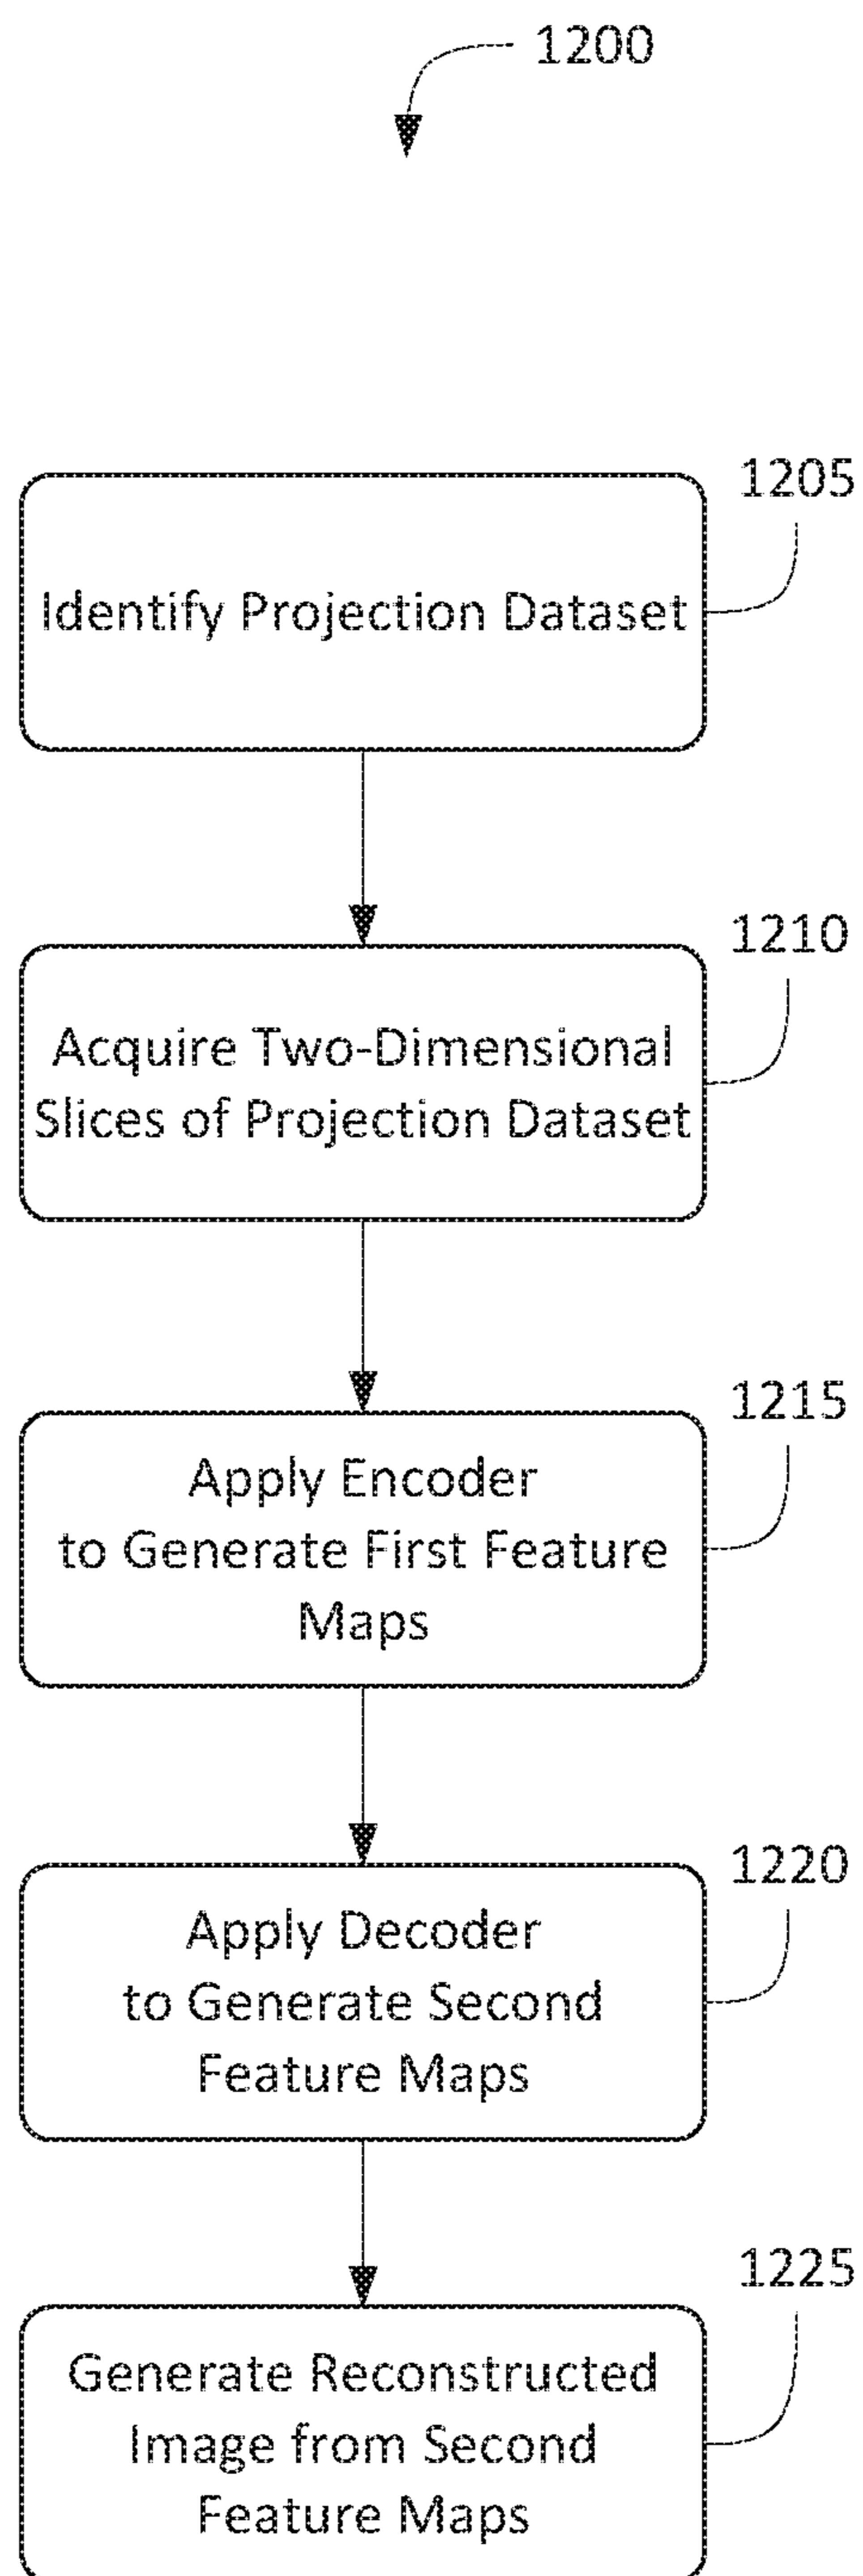 1200
1205
Identify Projection Dataset
1210
Acquire Two-Dimensional
Slices of Projection Dataset
1215
Apply Encoder
to Generate First Feature
Maps
1220
Apply Decoder
to Generate Second
Feature Maps
1225
Generate Reconstructed
Image from Second
Feature Maps